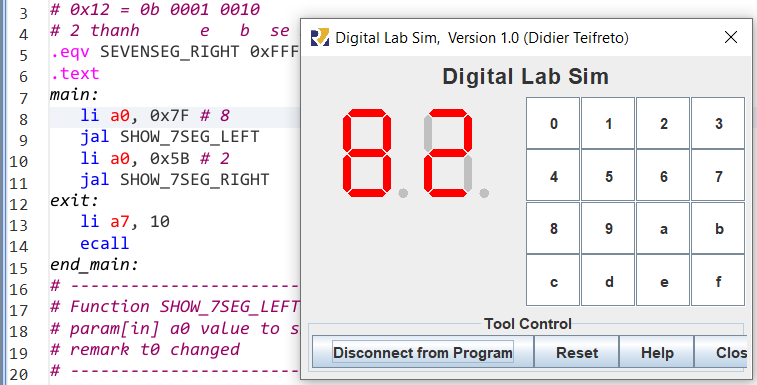 3 # 0x12 = 0b 0001 0010
4 # 2 thanh e b se
5 .eqv SEVENSEG_RIGHT 0xFFF
6 .text
7 main:
8 li a0, 0x7F # 8
9 jal SHOW_7SEG_LEFT
10 li a0, 0x5B # 2
11 jal SHOW_7SEG_RIGHT
12 exit:
13 li a7, 10
14 ecall
15 end_main:
16 # ------------------------
17 # Function SHOW_7SEG_LEFT
18 # param[in] a0 value to s
19 # remark t0 changed
20 # ------------------------
Digital Lab Sim, Version 1.0 (Didier Teifreto)
Digital Lab Sim
82
0 1 2 3
4 5 6 7
8 9 a b
c d e f
Tool Control
Disconnect from Program Reset Help Clos